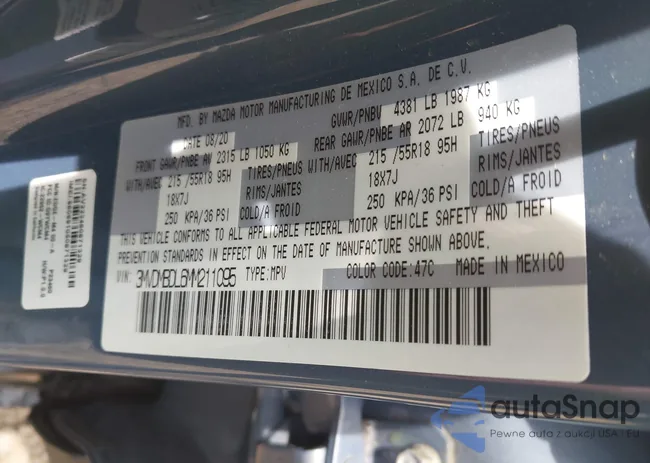 MFD. BY MAZDA MOTOR MANUFACTURING DE MEXICO S.A. DE C.V.
DATE 08/20 GVWR/PNBV 4381 LB 1987 KG
FRONT GAWR/PNBE AV 2315 LB 1050 KG REAR GAWR/PNBE AR 2072 LB 940 KG
WITH/AVEC TIRES/PNEUS WITH/AVEC TIRES/PNEUS
215 /55R18 95H RIMS/JANTES 215 /55R18 95H RIMS/JANTES
18X7J 18X7J
250 KPA/36 PSI COLD/A FROID 250 KPA/36 PSI COLD/A FROID
THIS VEHICLE CONFORMS TO ALL APPLICABLE FEDERAL MOTOR VEHICLE SAFETY AND THEFT
PREVENTION STANDARDS IN EFFECT ON THE DATE OF MANUFACTURE SHOWN ABOVE.
VIN: 3MVDMBDL6MM211095 TYPE: MPV COLOR CODE: 47C MADE IN MEXICO
autoSnap
Pewne auta z aukcji USA i EU